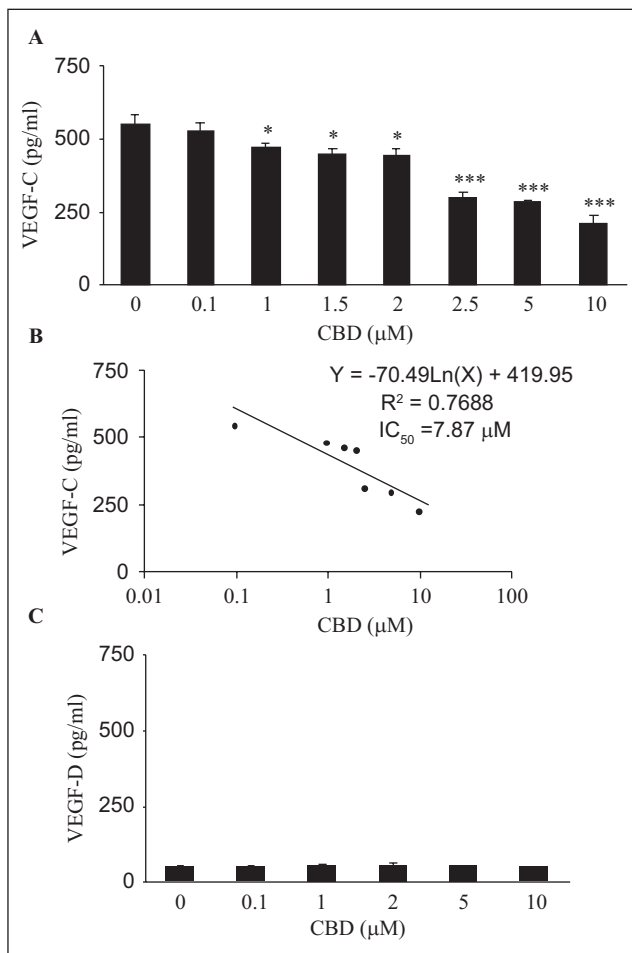 A
750
500
250
0
VEGF-C (pg/ml)
* * * *** *** ***
0 0.1 1 1.5 2 2.5 5 10
CBD (μM)
B
Y = -70.49Ln(X) + 419.95
R² = 0.7688
IC₅₀ =7.87 μM
750
500
250
0
VEGF-C (pg/ml)
0.01 0.1 1 10 100
CBD (μM)
C
750
500
250
0
VEGF-D (pg/ml)
0 0.1 1 2 5 10
CBD (μM)